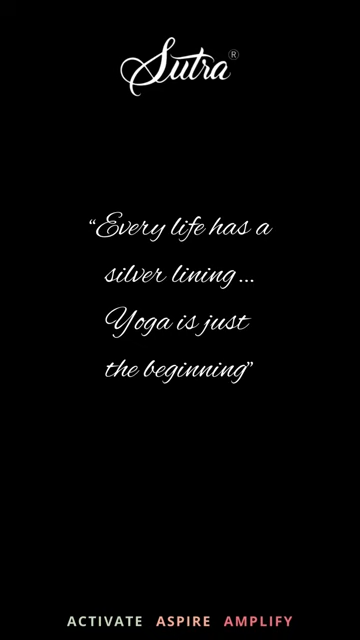 Sutra®
“Every life has a
silver lining...
Yoga is just
the beginning”
ACTIVATE ASPIRE AMPLIFY